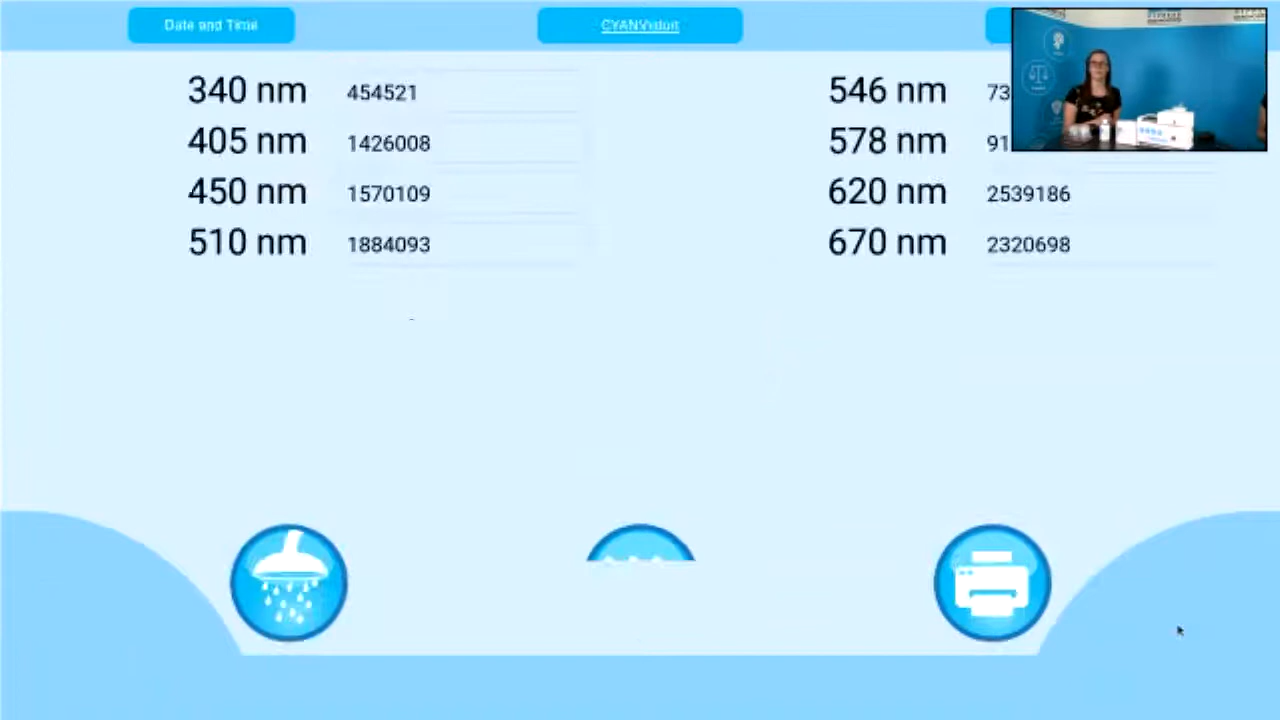 Date and Time
340 nm 454521
405 nm 1426008
450 nm 1570109
510 nm 1884093
546 nm 73
578 nm 91
620 nm 2539186
670 nm 2320698